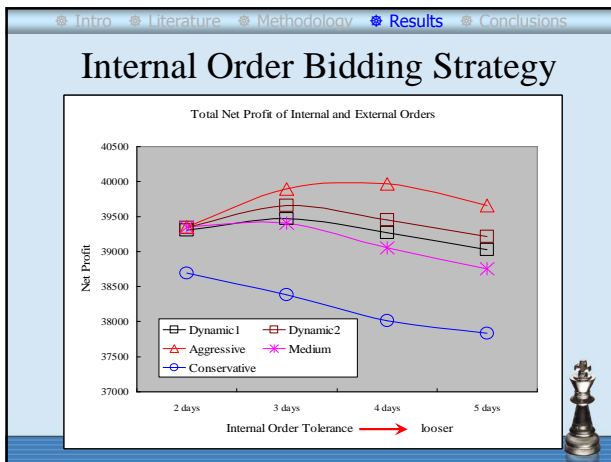 Intro Literature Methodology Results Conclusions
Internal Order Bidding Strategy
Total Net Profit of Internal and External Orders
40500
40000
39500
39000
38500
38000
37500
37000
Net Profit
Dynamic1 Dynamic2
Aggressive Medium
Conservative
2 days 3 days 4 days 5 days
Internal Order Tolerance looser